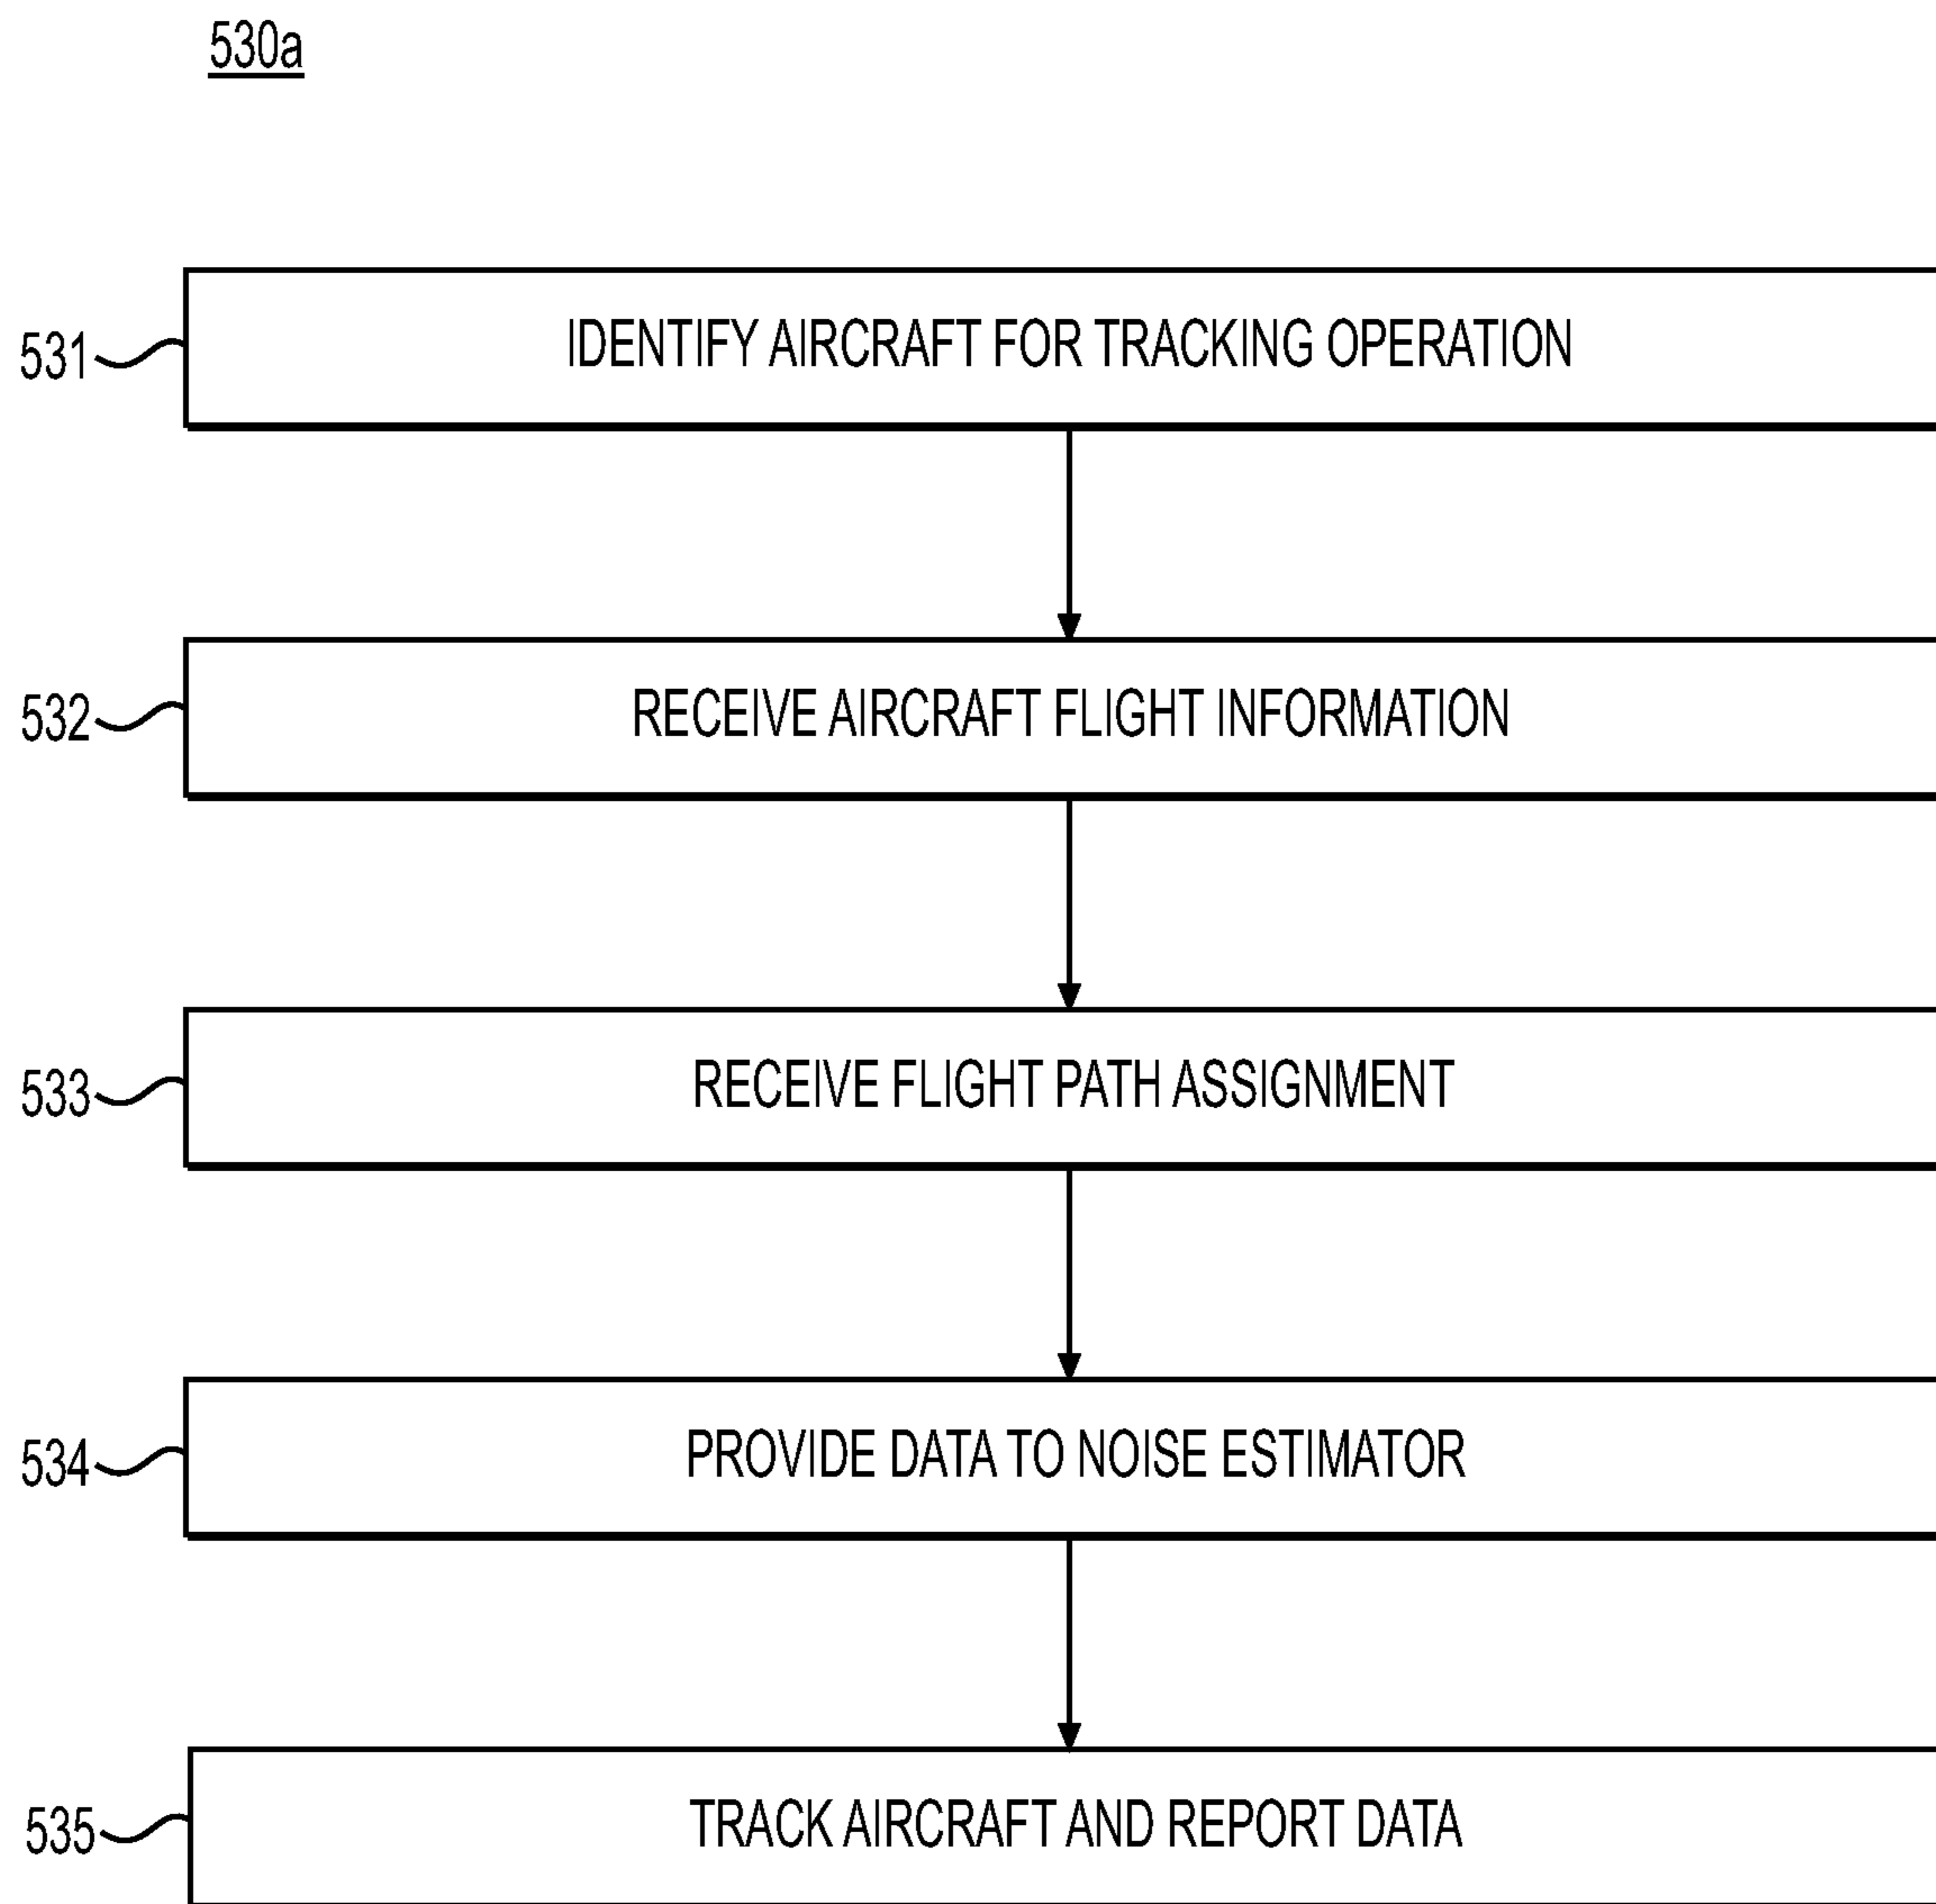 530a
531
IDENTIFY AIRCRAFT FOR TRACKING OPERATION
532
RECEIVE AIRCRAFT FLIGHT INFORMATION
533
RECEIVE FLIGHT PATH ASSIGNMENT
534
PROVIDE DATA TO NOISE ESTIMATOR
535
TRACK AIRCRAFT AND REPORT DATA